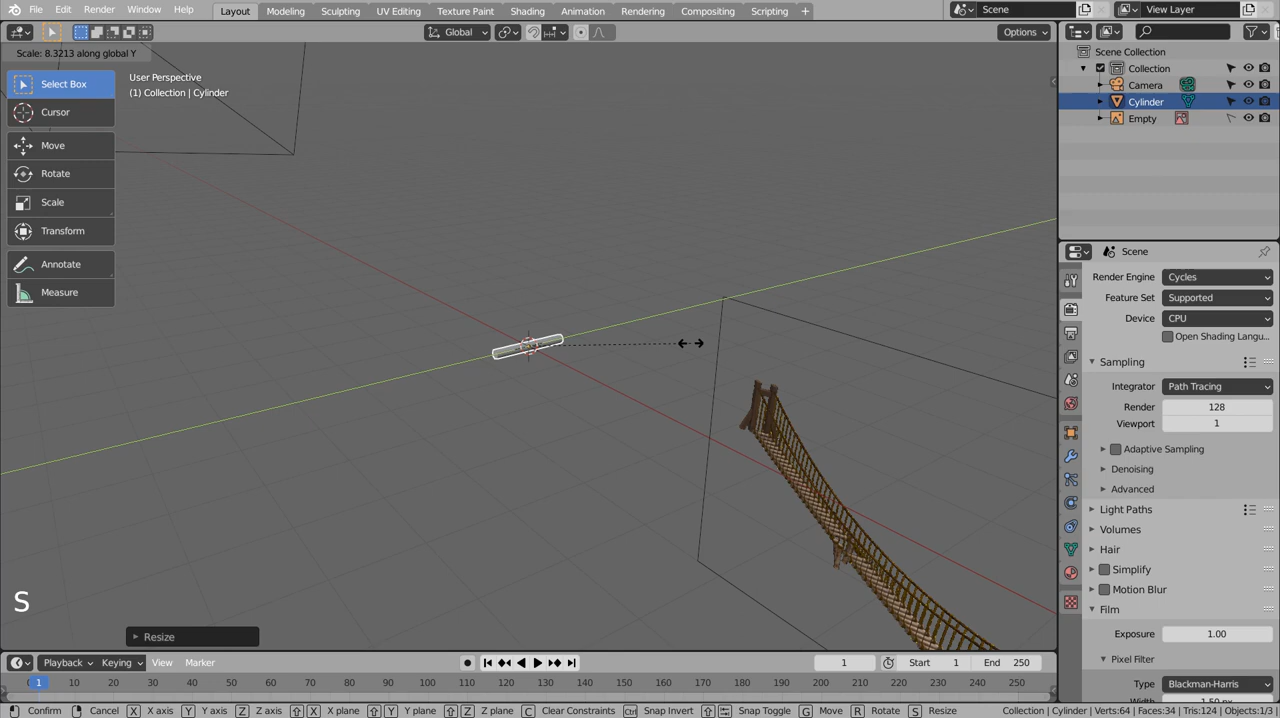 File Edit Render Window Help Layout Modeling Sculpting UV Editing Texture Paint Shading Animation Rendering Compositing Scripting + Scene View Layer
Global Options
Scale: 8.3213 along global Y
User Perspective
(1) Collection | Cylinder
Select Box
Cursor
Move
Rotate
Scale
Transform
Annotate
Measure
S
Resize
Scene Collection
Collection
Camera
Cylinder
Empty
Scene
Render Engine Cycles
Feature Set Supported
Device CPU
Open Shading Langu...
Sampling
Integrator Path Tracing
Render 128
Viewport 1
Adaptive Sampling
Denoising
Advanced
Light Paths
Volumes
Hair
Simplify
Motion Blur
Film
Exposure 1.00
Pixel Filter
Type Blackman-Harris
Playback Keying View Marker 1 Start 1 End 250
1 10 20 30 40 50 60 70 80 90 100 110 120 130 140 150 160 170 180 190 200 210 220 230 240 250
Confirm Cancel X X axis Y Y axis Z Z axis X X plane Y Y plane Z Z plane C Clear Constraints Ctrl Snap Invert Snap Toggle G Move R Rotate S Resize Collection | Cylinder | Verts:64 | Faces:34 | Tris:124 | Objects:1/3